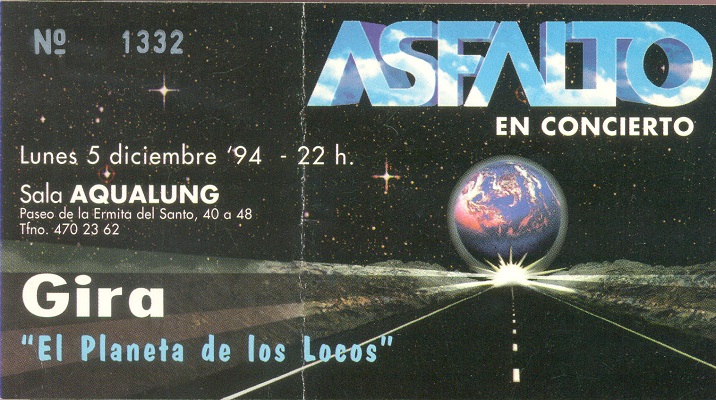 Nº 1332
ASFALTO
EN CONCIERTO
Lunes 5 diciembre '94 - 22 h.
Sala AQUALUNG
Paseo de la Ermita del Santo, 40 a 48
Tfno. 470 23 62
Gira
"El Planeta de los Locos"